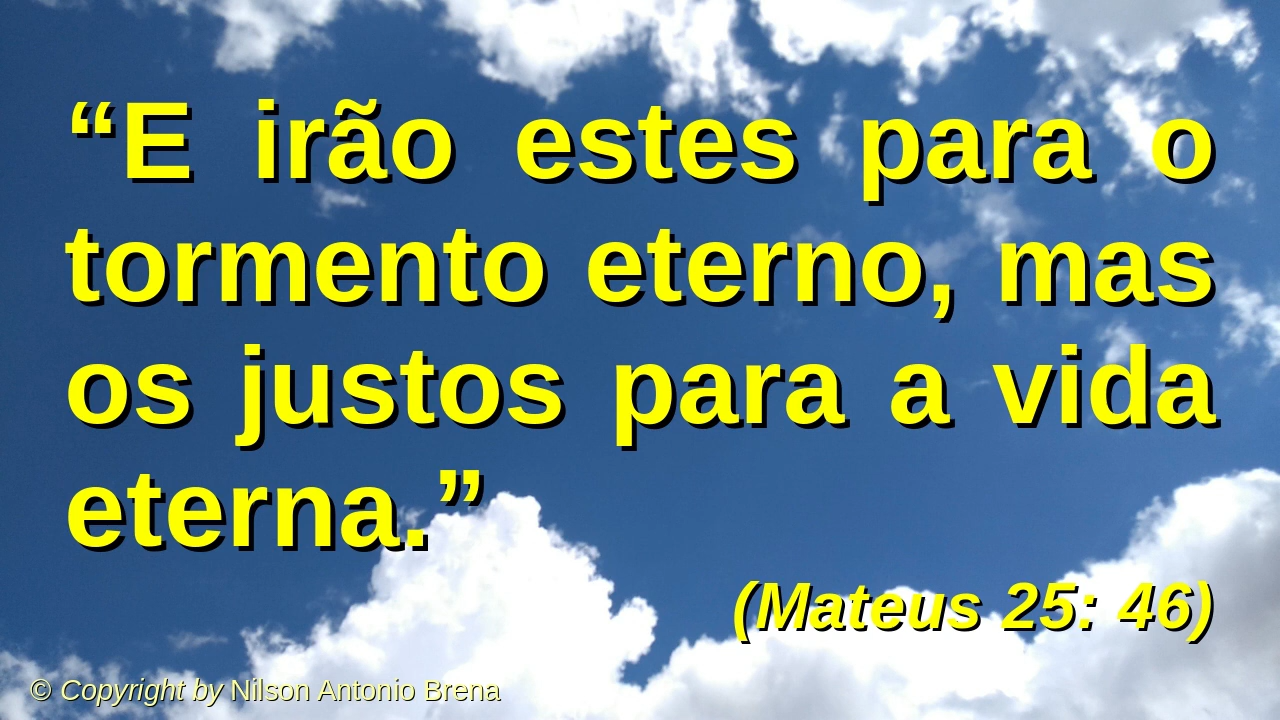 “E irão estes para o
tormento eterno, mas
os justos para a vida
eterna.”
(Mateus 25: 46)
© Copyright by Nilson Antonio Brena